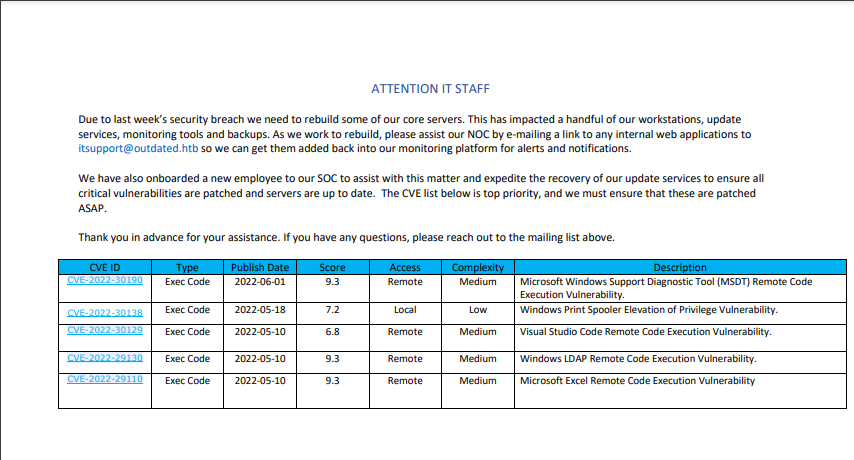 ATTENTION IT STAFF
Due to last week's security breach we need to rebuild some of our core servers. This has impacted a handful of our workstations, update
services, monitoring tools and backups. As we work to rebuild, please assist our NOC by e-mailing a link to any internal web applications to
itsupport@outdated.htb so we can get them added back into our monitoring platform for alerts and notifications.
We have also onboarded a new employee to our SOC to assist with this matter and expedite the recovery of our update services to ensure all
critical vulnerabilities are patched and servers are up to date. The CVE list below is top priority, and we must ensure that these are patched
ASAP.
Thank you in advance for your assistance. If you have any questions, please reach out to the mailing list above.
CVE ID Type Publish Date Score Access Complexity Description
CVE-2022-30190 Exec Code 2022-06-01 9.3 Remote Medium Microsoft Windows Support Diagnostic Tool (MSDT) Remote Code
Execution Vulnerability.
CVE-2022-30138 Exec Code 2022-05-18 7.2 Local Low Windows Print Spooler Elevation of Privilege Vulnerability.
CVE-2022-30129 Exec Code 2022-05-10 6.8 Remote Medium Visual Studio Code Remote Code Execution Vulnerability.
CVE-2022-29130 Exec Code 2022-05-10 9.3 Remote Medium Windows LDAP Remote Code Execution Vulnerability.
CVE-2022-29110 Exec Code 2022-05-10 9.3 Remote Medium Microsoft Excel Remote Code Execution Vulnerability